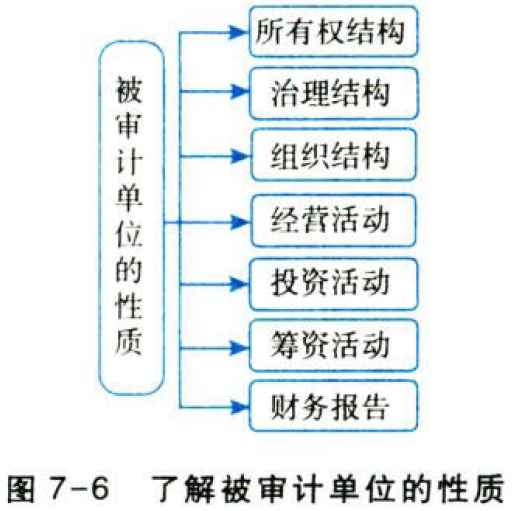 被审计单位的性质
所有权结构
治理结构
组织结构
经营活动
投资活动
筹资活动
财务报告
图 7-6 了解被审计单位的性质